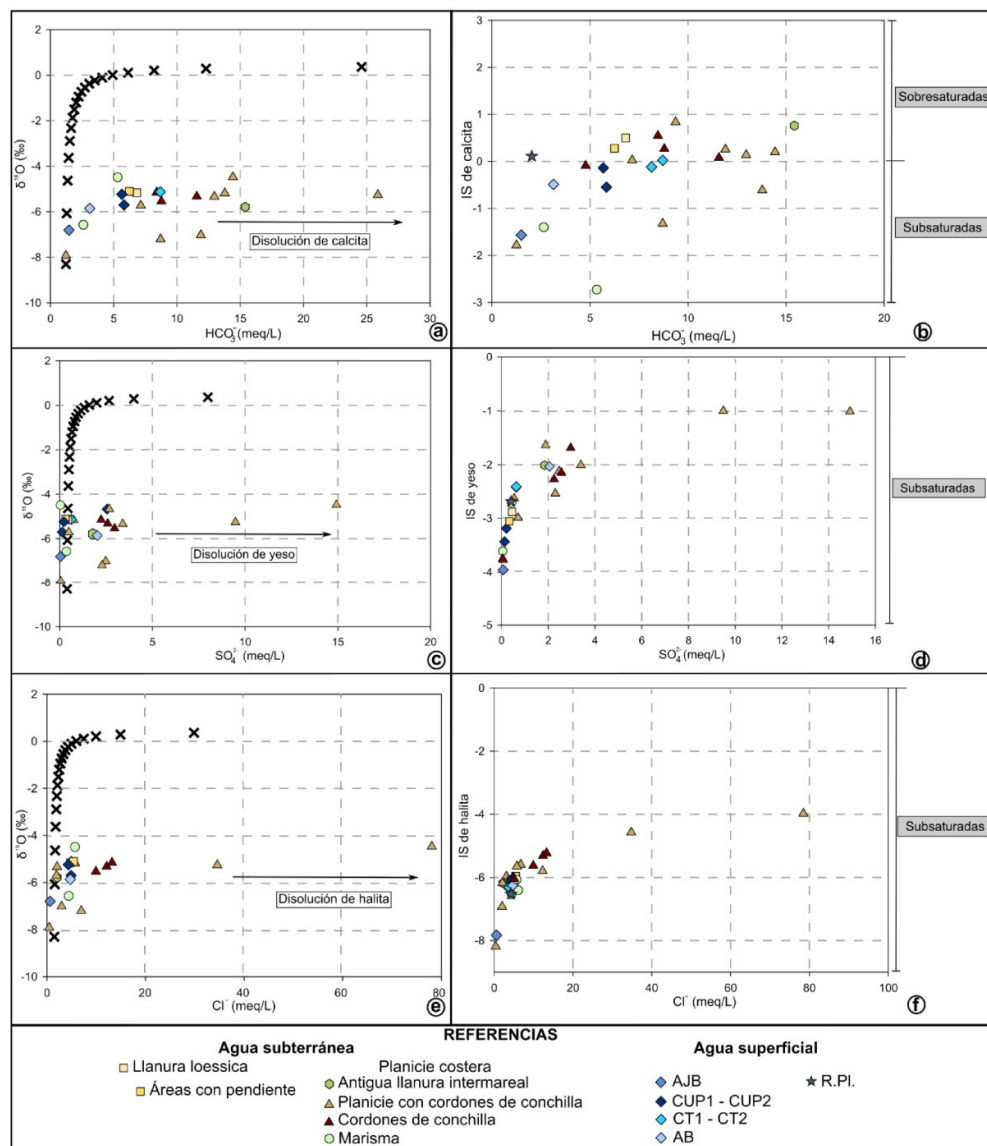 2
0
-2
-4
-6
-8
-10
δ¹⁸O (‰)
0
5
10
15
20
25
30
HCO₃⁻ (meq/L)
Disolución de calcita
a
3
2
1
0
-1
-2
-3
IS de calcita
0
5
10
15
20
HCO₃⁻ (meq/L)
b
Sobresaturadas
Subsaturadas
2
0
-2
-4
-6
-8
-10
δ¹⁸O (‰)
0
5
10
15
20
SO₄²⁻ (meq/L)
Disolución de yeso
c
0
-1
-2
-3
-4
-5
IS de yeso
0
2
4
6
8
10
12
14
16
SO₄²⁻ (meq/L)
d
Subsaturadas
2
0
-2
-4
-6
-8
-10
δ¹⁸O (‰)
0
20
40
60
80
Cl⁻ (meq/L)
Disolución de halita
e
0
-2
-4
-6
-8
IS de halita
0
20
40
60
80
100
Cl⁻ (meq/L)
f
Subsaturadas
REFERENCIAS
Agua subterránea
Llanura loessica
Áreas con pendiente
Planicie costera
Antigua llanura intermareal
Planicie con cordones de conchilla
Cordones de conchilla
Marisma
Agua superficial
AJB
CUP1 - CUP2
CT1 - CT2
AB
R.Pl.